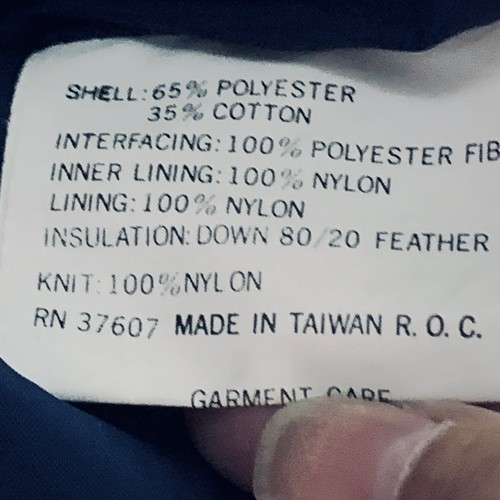 SHELL: 65% POLYESTER
35% COTTON
INTERFACING: 100% POLYESTER FIB
INNER LINING: 100% NYLON
LINING: 100% NYLON
INSULATION: DOWN 80/20 FEATHER
KNIT: 100% NYLON
RN 37607 MADE IN TAIWAN R. O. C.
GARMENT CARE